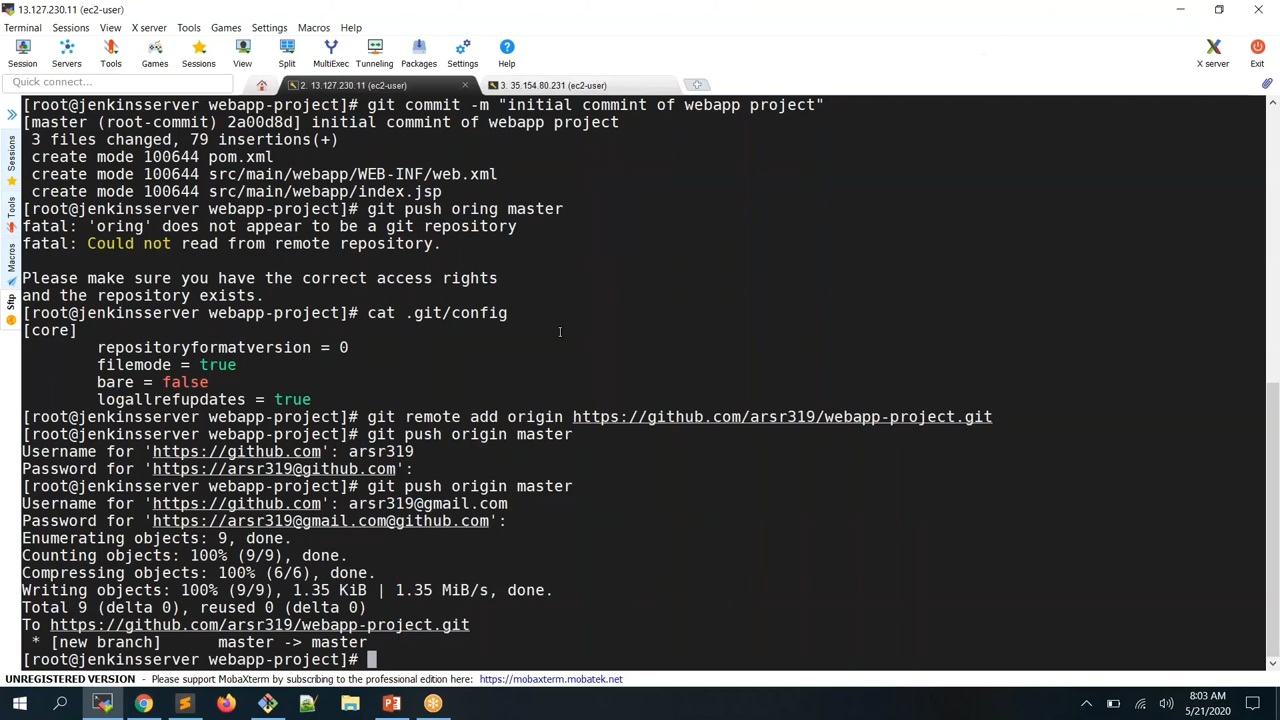 13.127.230.11 (ec2-user)
Terminal Sessions View X server Tools Games Settings Macros Help
Session Servers Tools Games Sessions View Split MultiExec Tunneling Packages Settings Help X server Exit
Quick connect... 2. 13.127.230.11 (ec2-user) 3. 35.154.80.231 (ec2-user)
Sessions
Tools
Macros
Sftp
[root@jenkinsserver webapp-project]# git commit -m "initial commint of webapp project"
[master (root-commit) 2a00d8d] initial commint of webapp project
3 files changed, 79 insertions(+)
create mode 100644 pom.xml
create mode 100644 src/main/webapp/WEB-INF/web.xml
create mode 100644 src/main/webapp/index.jsp
[root@jenkinsserver webapp-project]# git push oring master
fatal: 'oring' does not appear to be a git repository
fatal: Could not read from remote repository.
Please make sure you have the correct access rights
and the repository exists.
[root@jenkinsserver webapp-project]# cat .git/config
[core]
repositoryformatversion = 0
filemode = true
bare = false
logallrefupdates = true
[root@jenkinsserver webapp-project]# git remote add origin https://github.com/arsr319/webapp-project.git
[root@jenkinsserver webapp-project]# git push origin master
Username for 'https://github.com': arsr319
Password for 'https://arsr319@github.com':
[root@jenkinsserver webapp-project]# git push origin master
Username for 'https://github.com': arsr319@gmail.com
Password for 'https://arsr319@gmail.com@github.com':
Enumerating objects: 9, done.
Counting objects: 100% (9/9), done.
Compressing objects: 100% (6/6), done.
Writing objects: 100% (9/9), 1.35 KiB | 1.35 MiB/s, done.
Total 9 (delta 0), reused 0 (delta 0)
To https://github.com/arsr319/webapp-project.git
* [new branch] master -> master
[root@jenkinsserver webapp-project]#
UNREGISTERED VERSION - Please support MobaXterm by subscribing to the professional edition here: https://mobaxterm.mobatek.net
8:03 AM
5/21/2020